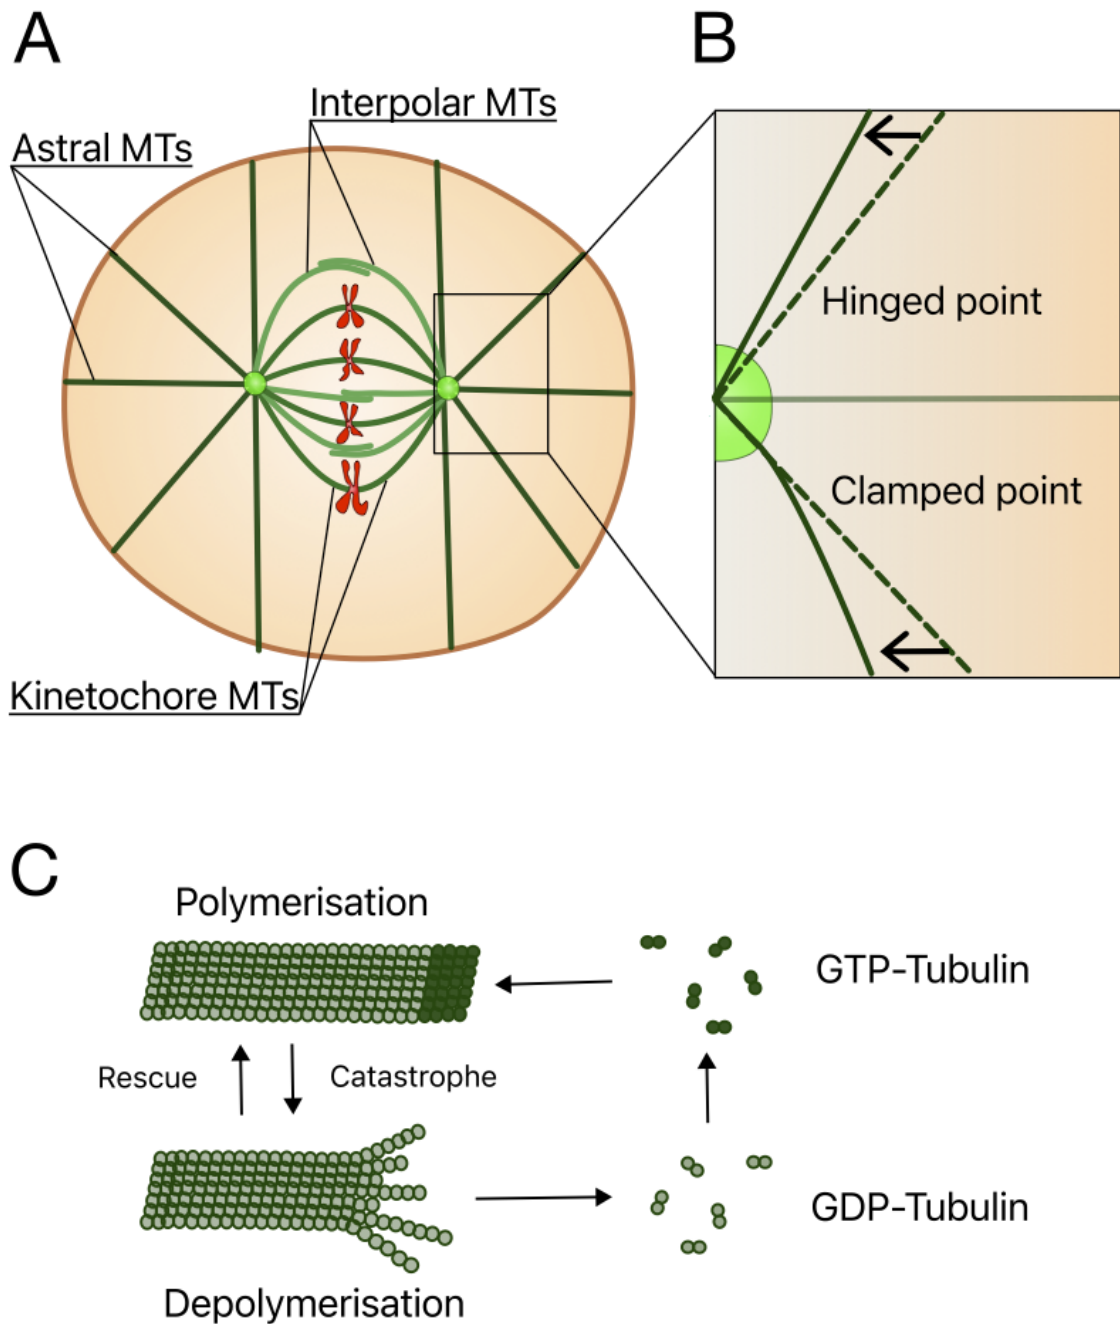 A
B
Interpolar MTs
Astral MTs
Hinged point
Clamped point
Kinetochore MTs
C
Polymerisation
GTP-Tubulin
Rescue
Catastrophe
GDP-Tubulin
Depolymerisation